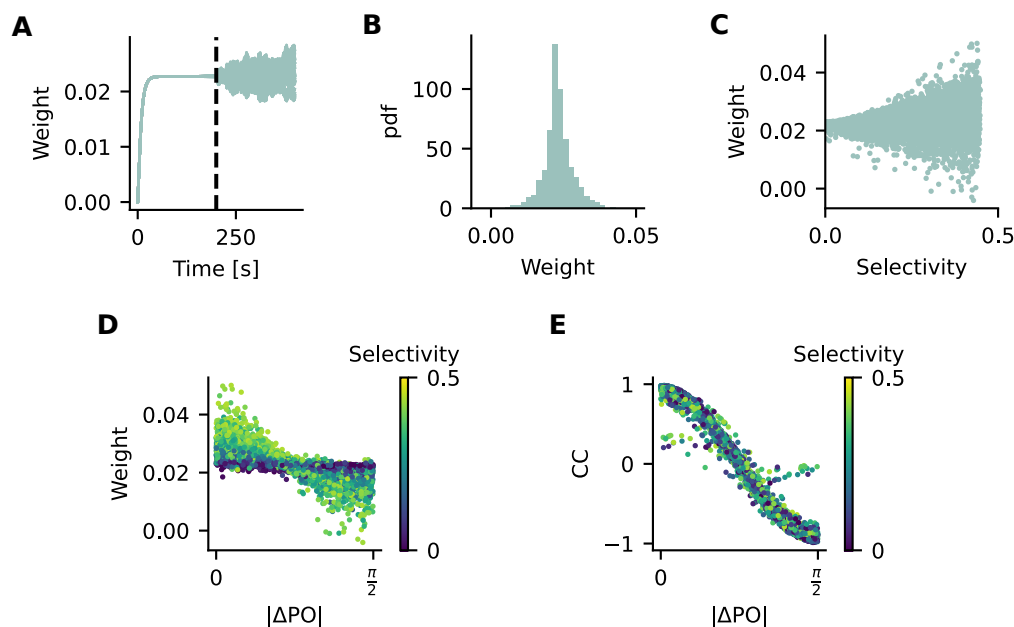 A
Weight
0.02
0.01
0.00
0
250
Time [s]
B
pdf
100
50
0
0.00
0.05
Weight
C
Weight
0.04
0.02
0.00
0.0
0.5
Selectivity
D
Selectivity
Weight
0.04
0.02
0.00
0
π/2
|ΔPO|
0.5
0
E
Selectivity
CC
1
0
−1
0
π/2
|ΔPO|
0.5
0